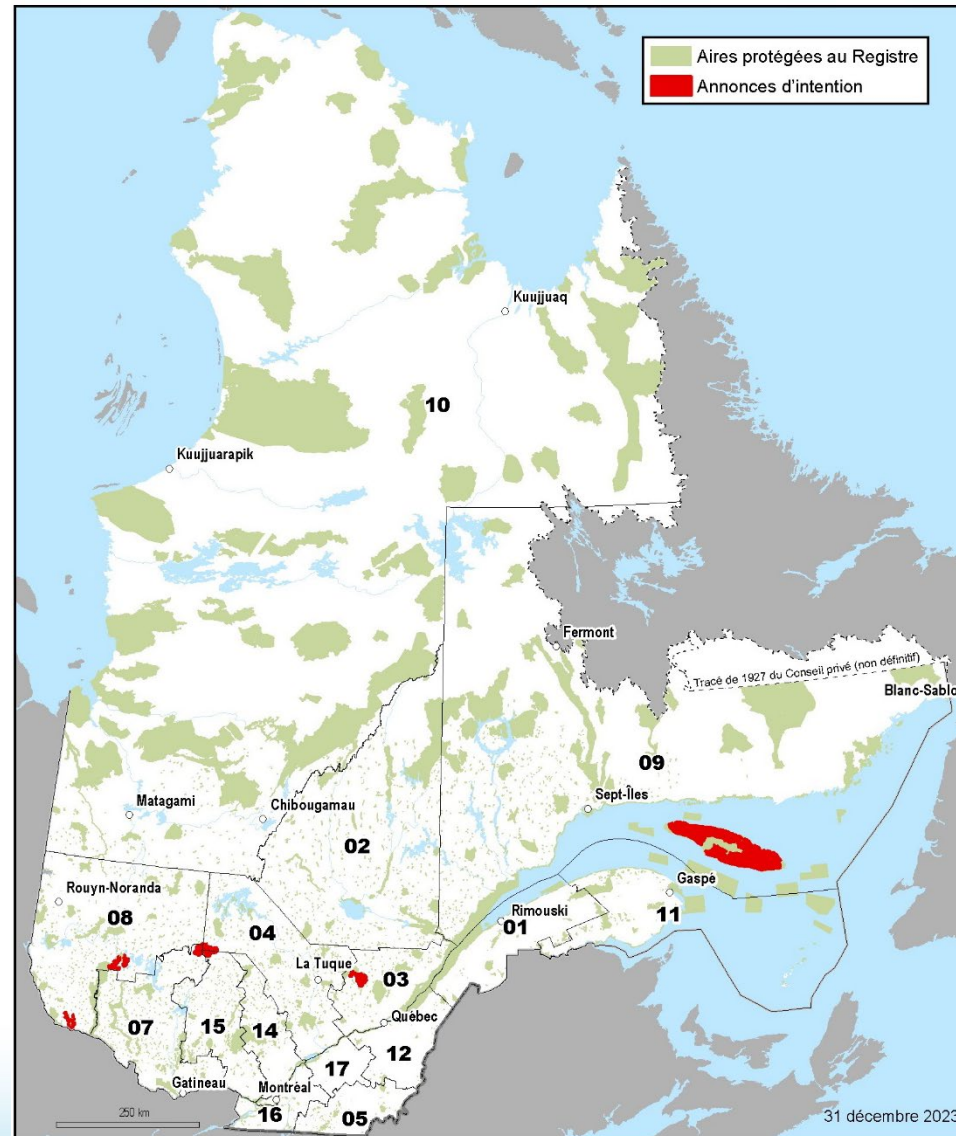 Aires protégées au Registre
Annonces d'intention
Kuujjuaq
10
Kuujjuarapik
Fermont
Tracé de 1927 du Conseil privé (non définitif)
Blanc-Sablo
09
Sept-Îles
Matagami
Chibougamau
02
Gaspé
Rouyn-Noranda
08
04
Rimouski
01
11
La Tuque
03
Québec
07
15
14
12
17
Gatineau
Montréal
16
05
250 km
31 décembre 2023